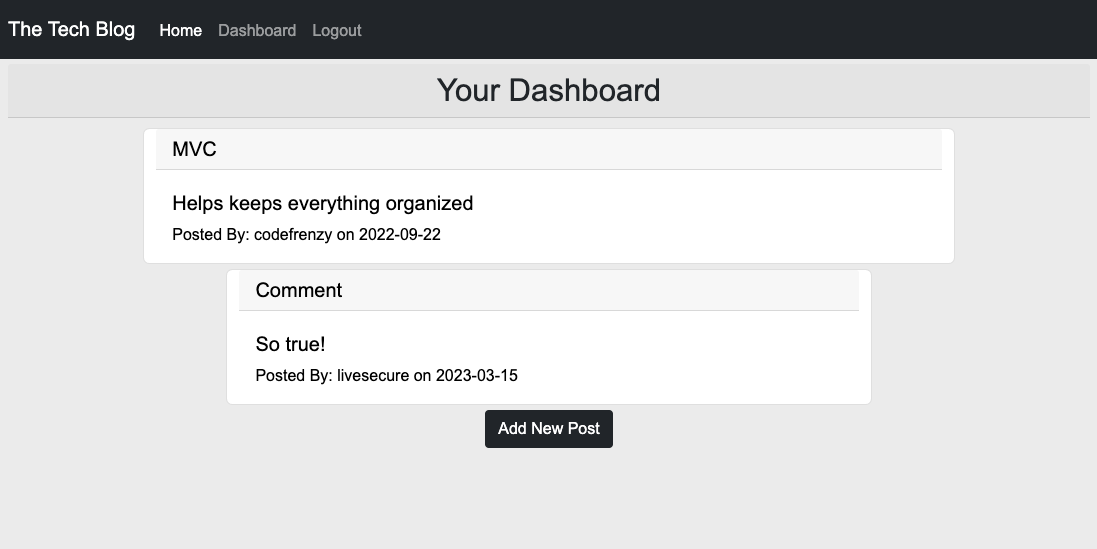 The Tech Blog Home Dashboard Logout
Your Dashboard
MVC
Helps keeps everything organized
Posted By: codefrenzy on 2022-09-22
Comment
So true!
Posted By: livesecure on 2023-03-15
Add New Post